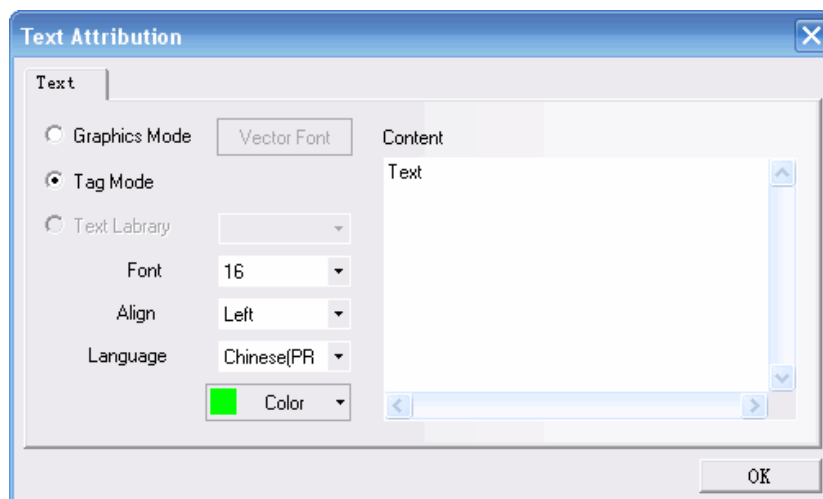 Text Attribution
Text
Graphics Mode
Vector Font
Content
Text
Tag Mode
Text Labrary
Font
16
Align
Left
Language
Chinese(PR
Color
OK